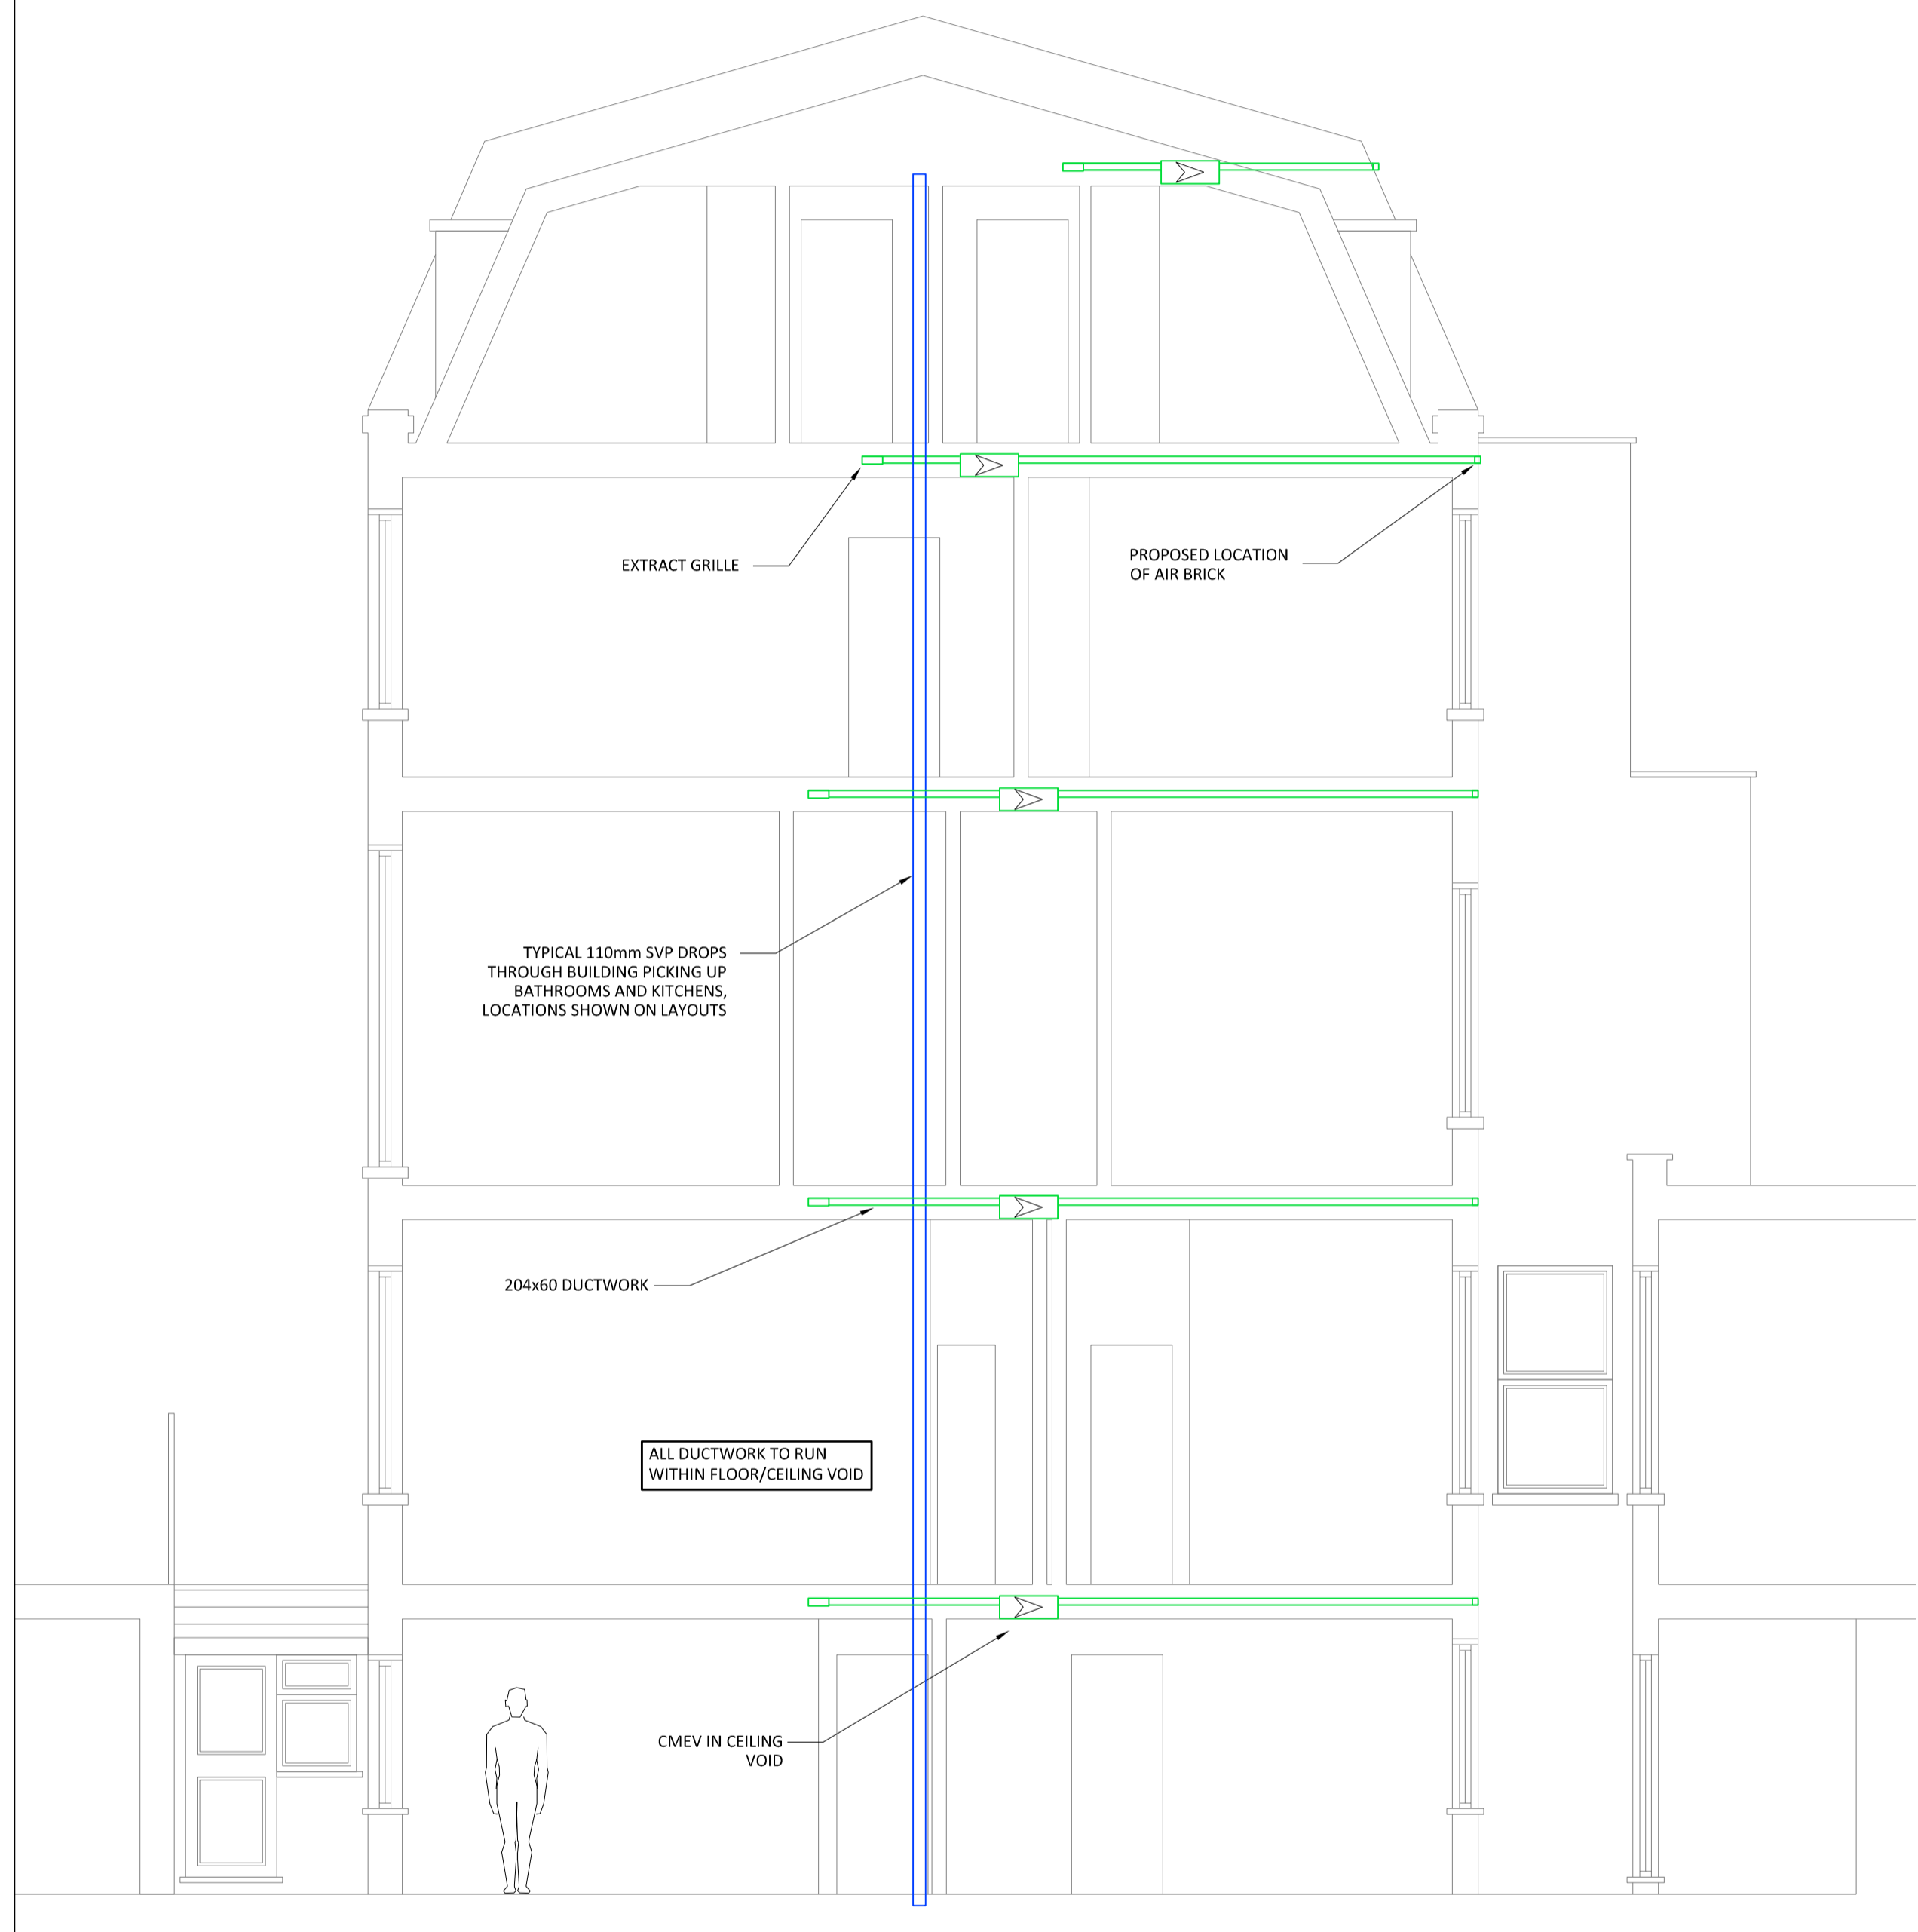 EXTRACT GRILLE
PROPOSED LOCATION
OF AIR BRICK
TYPICAL 110mm SVP DROPS
THROUGH BUILDING PICKING UP
BATHROOMS AND KITCHENS,
LOCATIONS SHOWN ON LAYOUTS
204x60 DUCTWORK
ALL DUCTWORK TO RUN
WITHIN FLOOR/CEILING VOID
CMEV IN CEILING
VOID